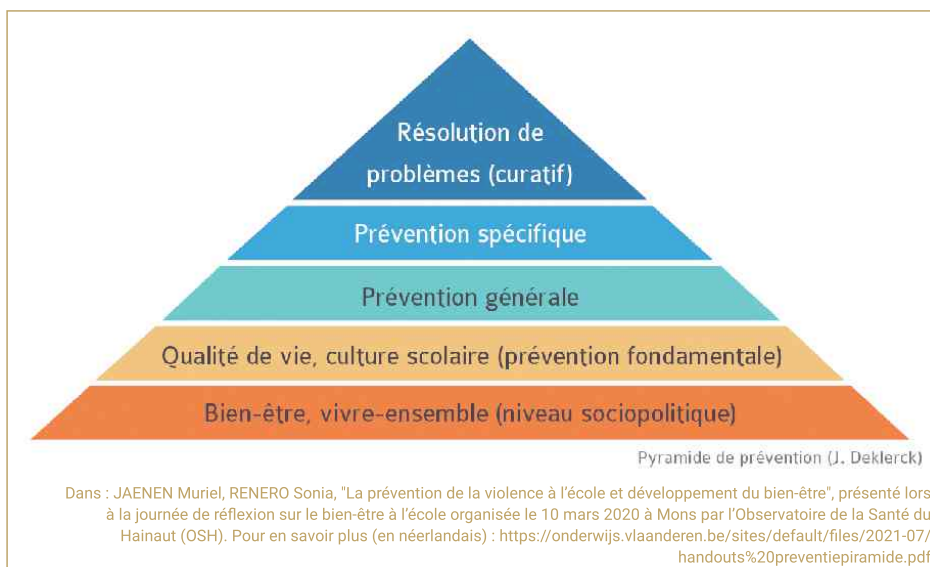 Résolution de
problèmes (curatif)
Prévention spécifique
Prévention générale
Qualité de vie, culture scolaire (prévention fondamentale)
Bien-être, vivre-ensemble (niveau sociopolitique)
Pyramide de prévention (J. Deklerck)
Dans : JAENEN Muriel, RENERO Sonia, "La prévention de la violence à l'école et développement du bien-être", présenté lors
à la journée de réflexion sur le bien-être à l'école organisée le 10 mars 2020 à Mons par l'Observatoire de la Santé du
Hainaut (OSH). Pour en savoir plus (en néerlandais) : https://onderwijs.vlaanderen.be/sites/default/files/2021-07/
handouts%20preventiepiramide.pdf